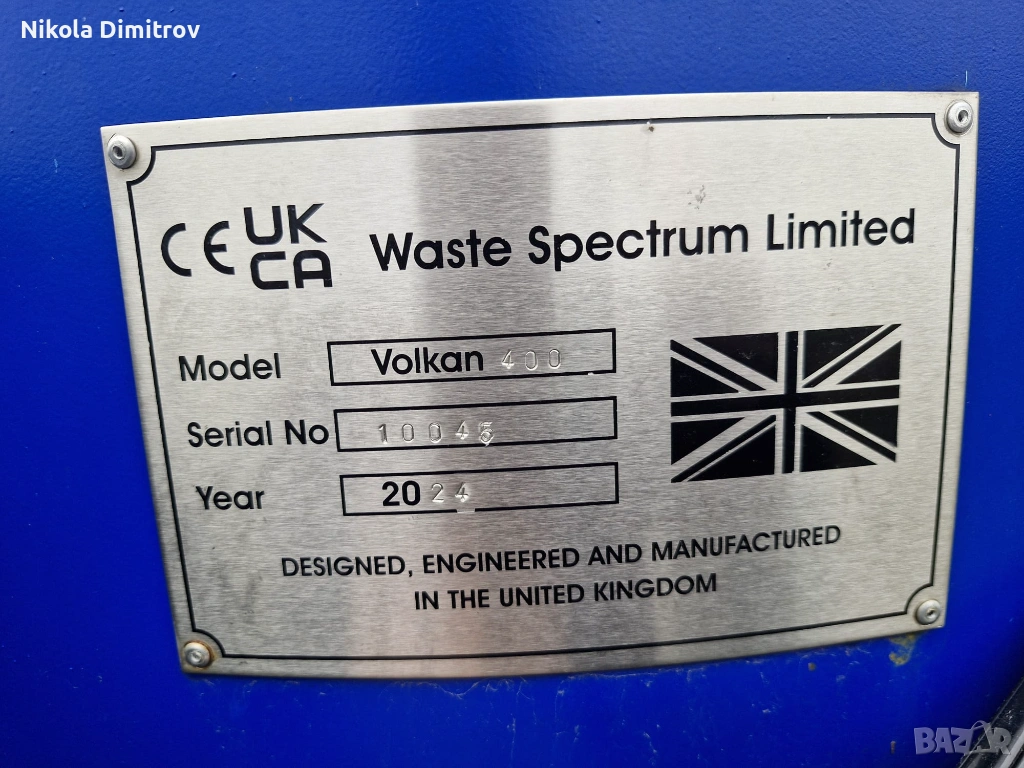 Nikola Dimitrov
CE UK CA
Waste Spectrum Limited
Model Volkan 400
Serial No
Year 2024
DESIGNED, ENGINEERED AND MANUFACTURED
IN THE UNITED KINGDOM
BAZAR